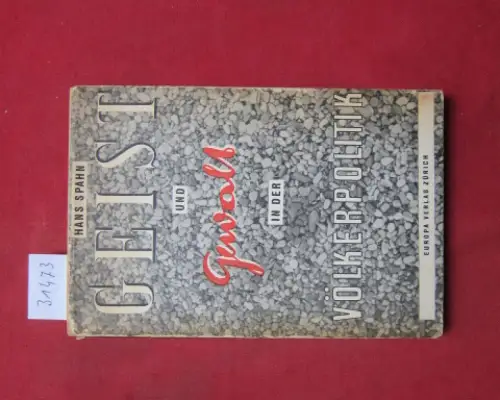 HANS SPAHN
GEIST
UND
Gewalt
IN DER
VÖLKERPOLITIK
EUROPA VERLAG ZÜRICH
31473